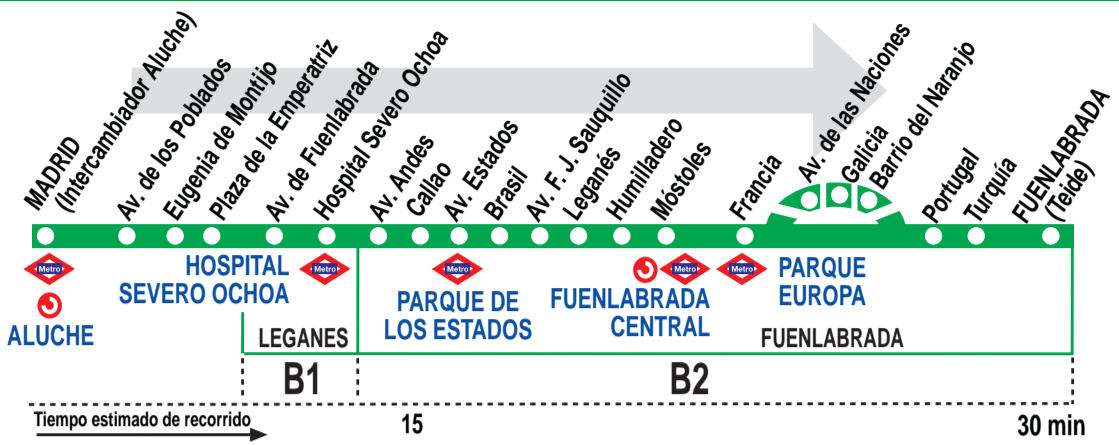 MADRID
(Intercambiador Aluche)
Av. de los Poblados
Eugenia de Montijo
Plaza de la Emperatriz
Av. de Fuenlabrada
Hospital Severo Ochoa
Av. Andes
Callao
Av. Estados
Brasil
Av. F. J. Sauquillo
Leganés
Humilladero
Móstoles
Francia
Av. de las Naciones
Galicia
Barrio del Naranjo
Portugal
Turquía
FUENLABRADA
(Teide)
Metro
ALUCHE
HOSPITAL
SEVERO OCHOA
Metro
Metro
PARQUE DE
LOS ESTADOS
Metro
FUENLABRADA
CENTRAL
Metro
PARQUE
EUROPA
LEGANES
FUENLABRADA
B1
B2
Tiempo estimado de recorrido
15
30 min